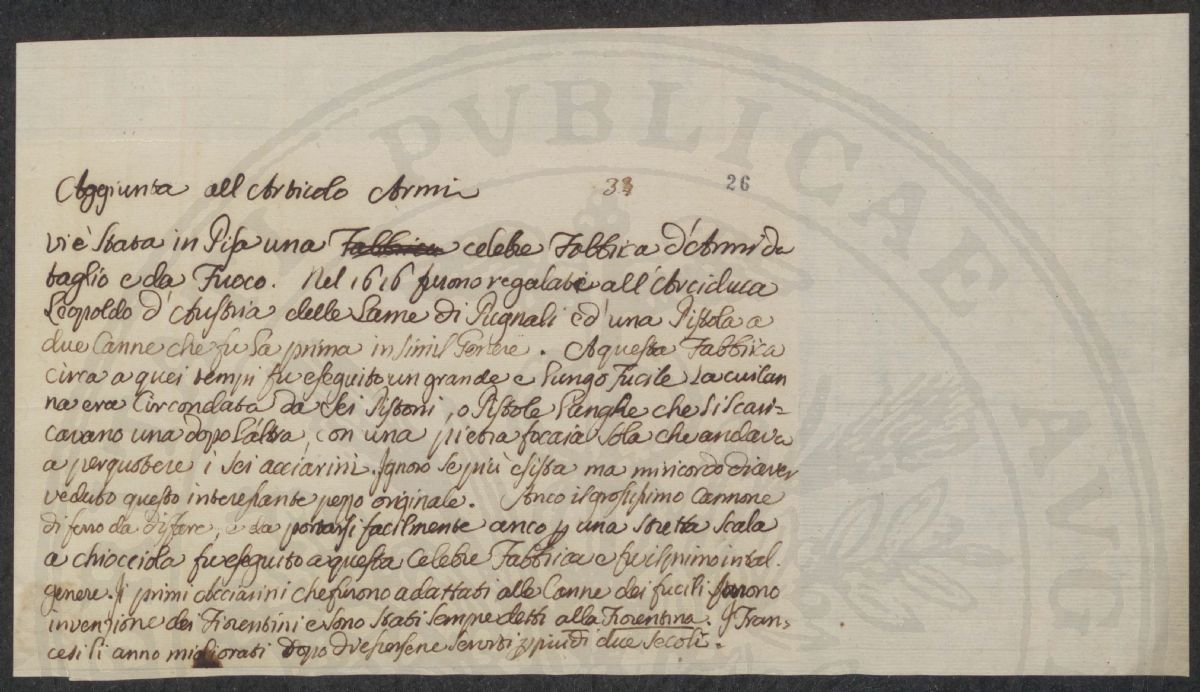 Aggiunta all Articolo Armi
33 26
vi è stata in Pisa una Fabbrica celebre Fabbrica d'Armi da
taglio e da Fuoco. Nel 1616 furono regalati all'Arciduca
Leopoldo d'Austria delle Lame di Pugnali ed una Pistola a
due Canne che fu la prima in simil Genere. A questa Fabbrica
circa a quei tempi fu eseguito un grande e lungo Fucile la cui Can
na era Circondata da Sei Pistoni, o Pistole Lunghe che si scari-
cavano una dopo l'altra, con una pietra focaia sola che andava
a perquotere i sei acciarini. Ignoro se più esista ma mi ricordo di aver
veduto questo interessante pezzo originale. Anco il grossissimo Cannone
di ferro da disfare, e da portarsi facilmente anco p una stretta scala
a chiocciola fu eseguito a questa Celebre Fabbrica e fu il primo in tal
genere. I primi acciarini che furono adattati alle Canne dei fucili furono
invenzione dei Fiorentini e sono stati sempre detti alla Fiorentina. I Fran-
cesi li anno migliorati dopo di essersene serviti p più di due secoli.
PVBLICAE AVC